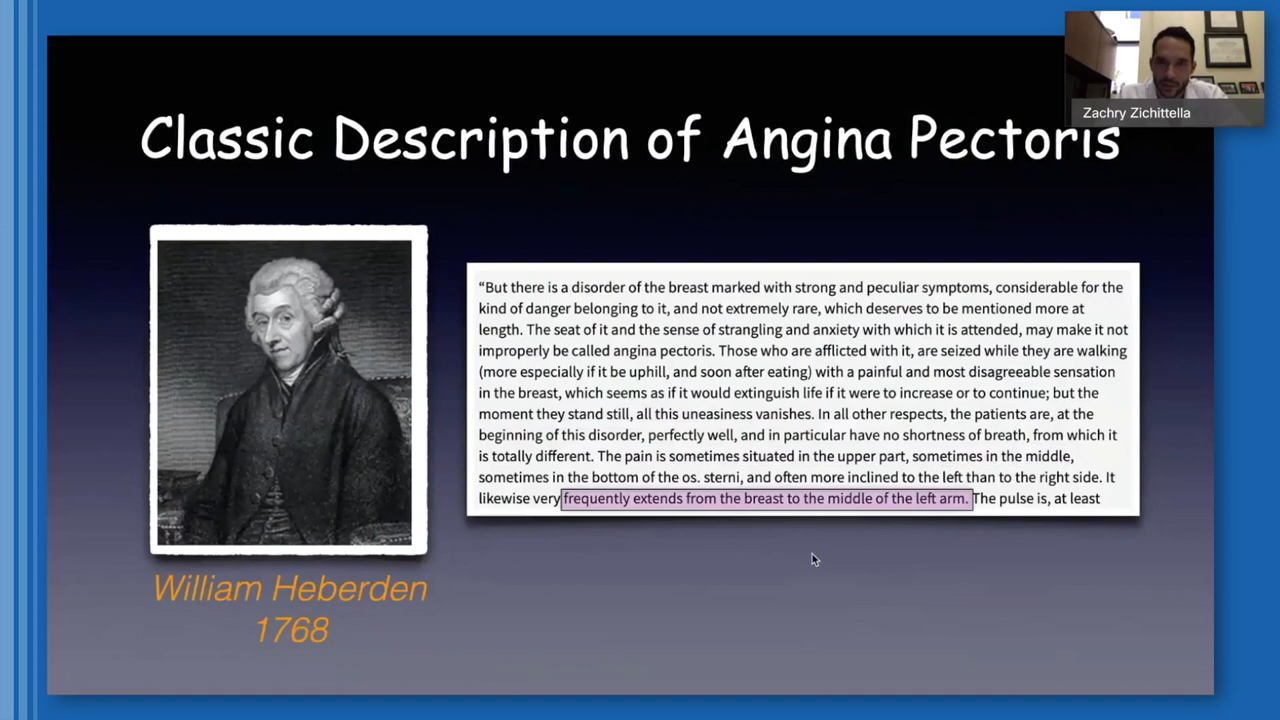 Zachry Zichittella
Classic Description of Angina Pectoris
“But there is a disorder of the breast marked with strong and peculiar symptoms, considerable for the
kind of danger belonging to it, and not extremely rare, which deserves to be mentioned more at
length. The seat of it and the sense of strangling and anxiety with which it is attended, may make it not
improperly be called angina pectoris. Those who are afflicted with it, are seized while they are walking
(more especially if it be uphill, and soon after eating) with a painful and most disagreeable sensation
in the breast, which seems as if it would extinguish life if it were to increase or to continue; but the
moment they stand still, all this uneasiness vanishes. In all other respects, the patients are, at the
beginning of this disorder, perfectly well, and in particular have no shortness of breath, from which it
is totally different. The pain is sometimes situated in the upper part, sometimes in the middle,
sometimes in the bottom of the os. sterni, and often more inclined to the left than to the right side. It
likewise very frequently extends from the breast to the middle of the left arm. The pulse is, at least
William Heberden
1768